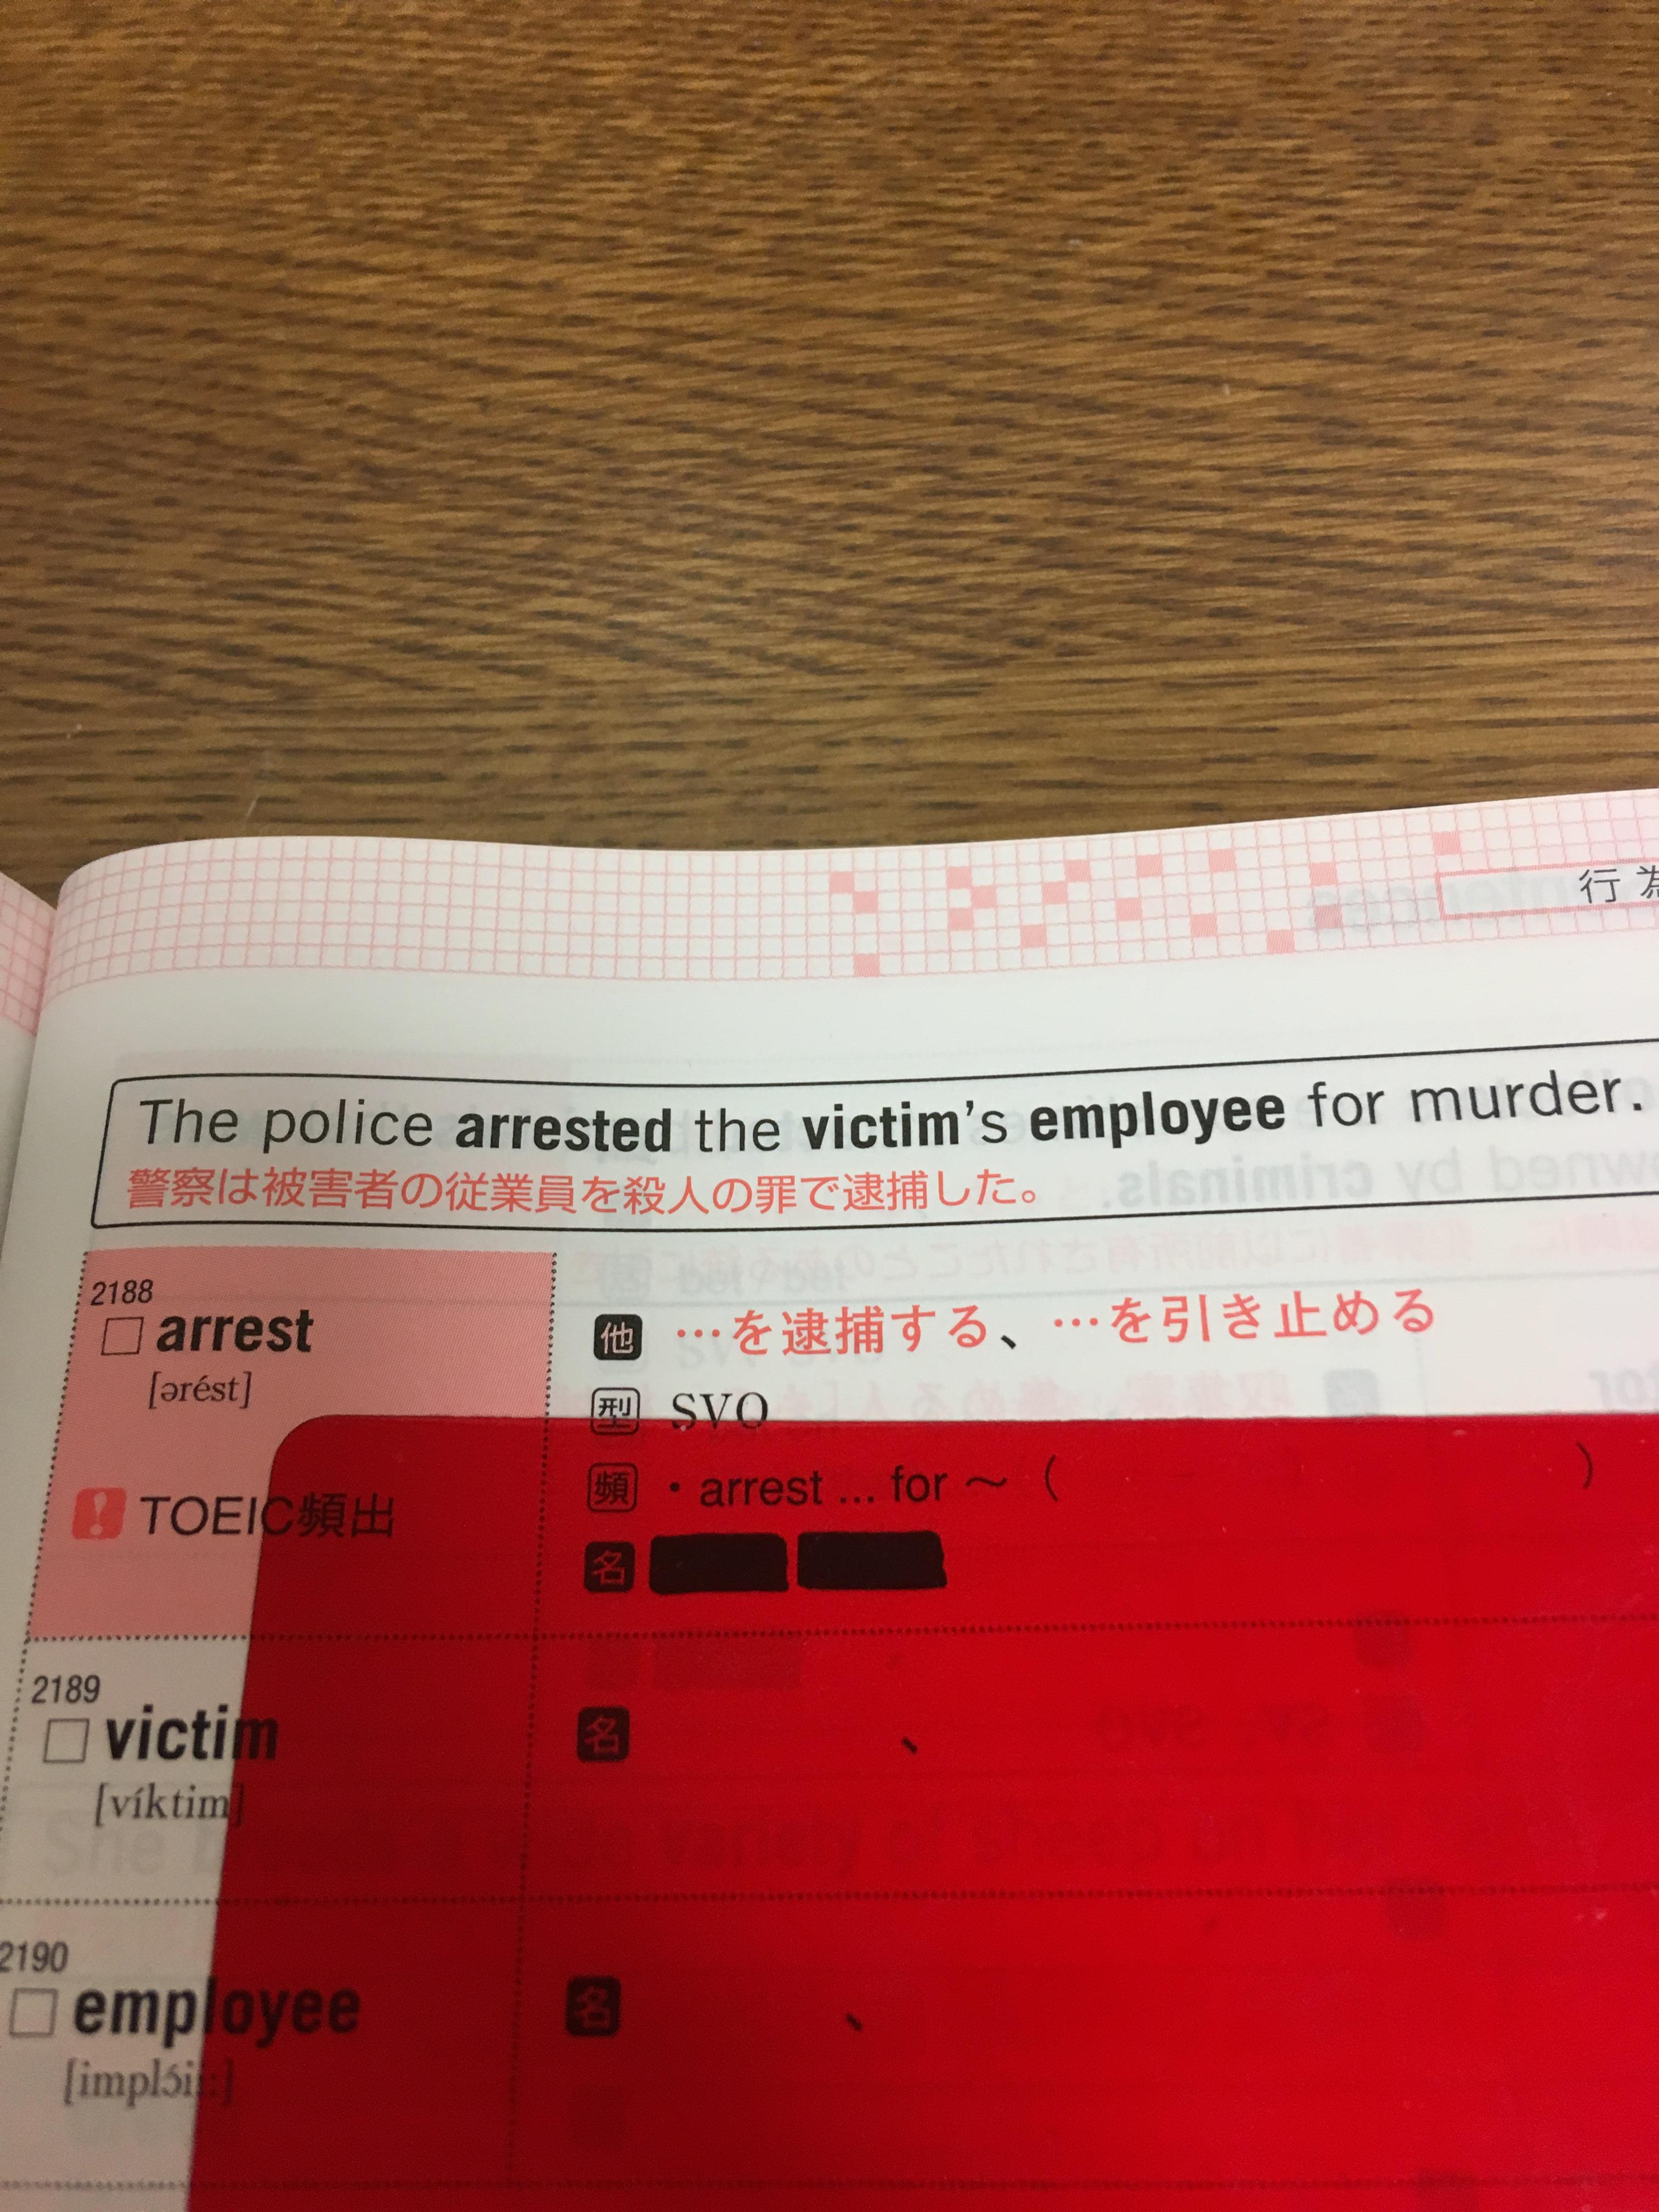 行
The police arrested the victim's employee for murder.
警察は被害者の従業員を殺人の罪で逮捕した。
2188
arrest
[ərést]
他 …を逮捕する、…を引き止める
型 SVO
頻 ・arrest ... for ～ ( )
! TOEIC頻出
名
2189
victim
[víktim]
名
2190
employee
[implɔ́iíː]
名